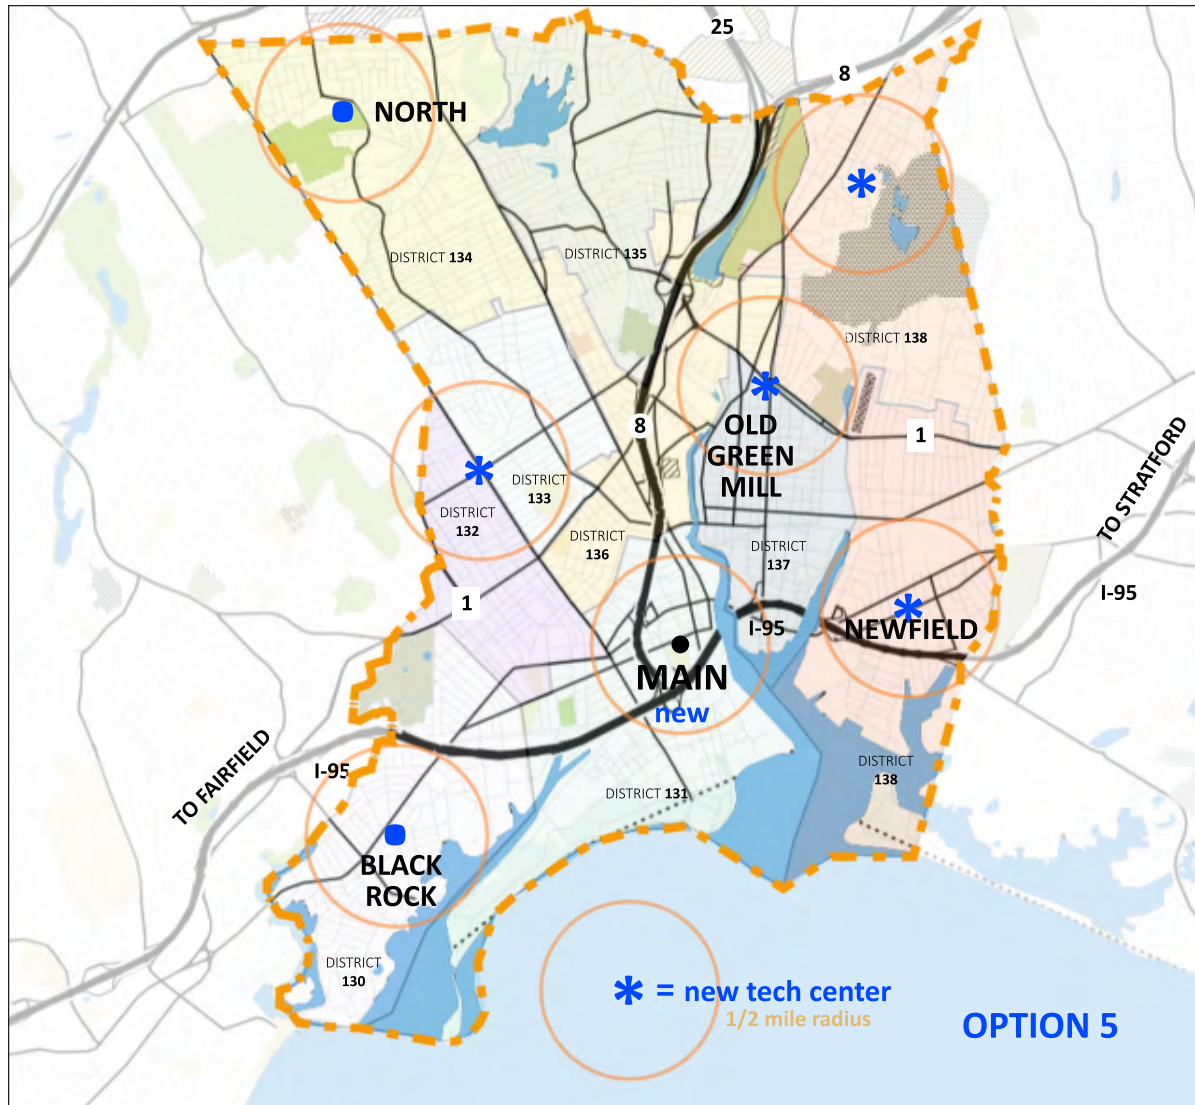 25
8
NORTH
DISTRICT 134
DISTRICT 135
DISTRICT 138
OLD
GREEN
MILL
8
1
TO STRATFORD
DISTRICT
133
DISTRICT
132
DISTRICT
136
DISTRICT
137
I-95
1
I-95
NEWFIELD
MAIN
new
TO FAIRFIELD
I-95
DISTRICT
138
DISTRICT 131
BLACK
ROCK
DISTRICT
130
* = new tech center
1/2 mile radius
OPTION 5